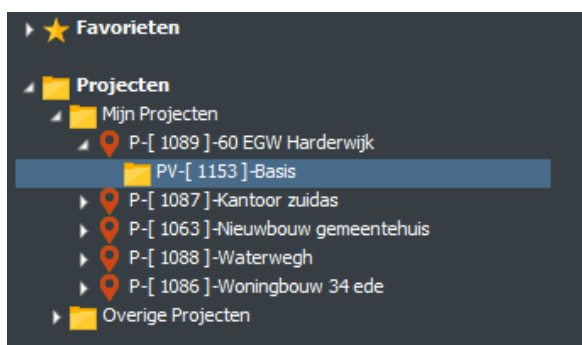 Favorieten
Projecten
Mijn Projecten
P-[ 1089 ]-60 EGW Harderwijk
PV-[ 1153 ]-Basis
P-[ 1087 ]-Kantoor zuidas
P-[ 1063 ]-Nieuwbouw gemeentehuis
P-[ 1088 ]-Waterwegh
P-[ 1086 ]-Woningbouw 34 ede
Overige Projecten